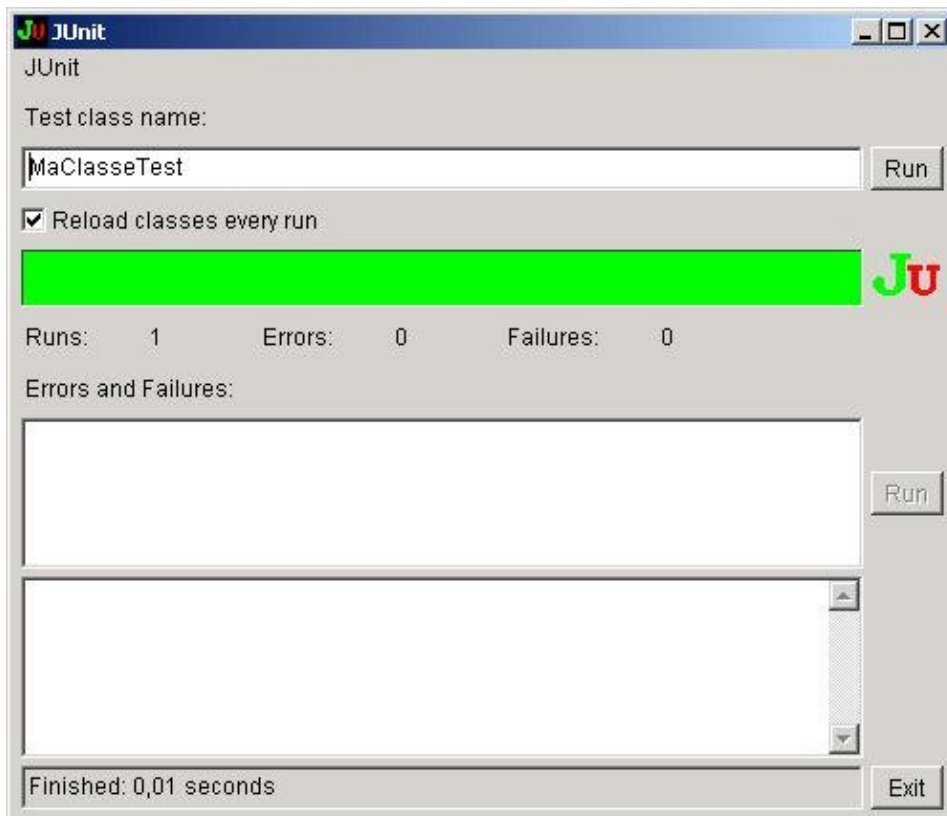 JU JUnit
JUnit
Test class name:
MaClasseTest Run
Reload classes every run
JU
Runs: 1 Errors: 0 Failures: 0
Errors and Failures:
Run
Finished: 0,01 seconds Exit